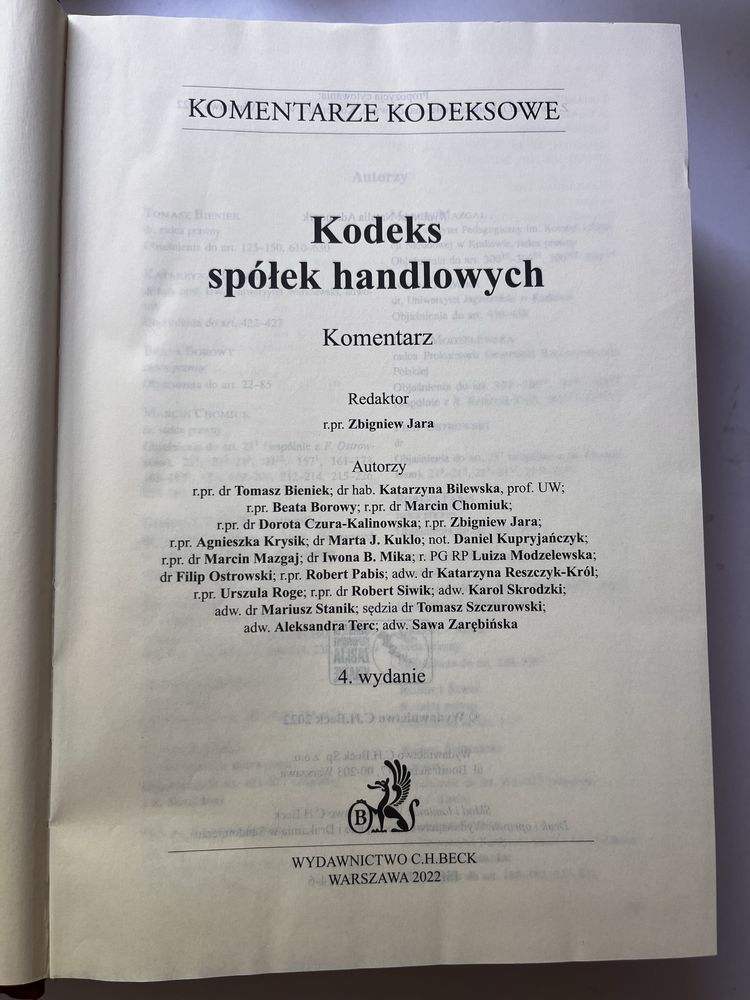 KOMENTARZE KODEKSOWE
Kodeks
spółek handlowych
Komentarz
Redaktor
r.pr. Zbigniew Jara
Autorzy
r.pr. dr Tomasz Bieniek; dr hab. Katarzyna Bilewska, prof. UW;
r.pr. Beata Borowy; r.pr. dr Marcin Chomiuk;
r.pr. dr Dorota Czura-Kalinowska; r.pr. Zbigniew Jara;
r.pr. Agnieszka Krysik; dr Marta J. Kuklo; not. Daniel Kupryjańczyk;
r.pr. dr Marcin Mazgaj; dr Iwona B. Mika; r. PG RP Luiza Modzelewska;
dr Filip Ostrowski; r.pr. Robert Pabis; adw. dr Katarzyna Reszczyk-Król;
r.pr. Urszula Roge; r.pr. dr Robert Siwik; adw. Karol Skrodzki;
adw. dr Mariusz Stanik; sędzia dr Tomasz Szczurowski;
adw. Aleksandra Terc; adw. Sawa Zarębińska
4. wydanie
B
WYDAWNICTWO C.H.BECK
WARSZAWA 2022